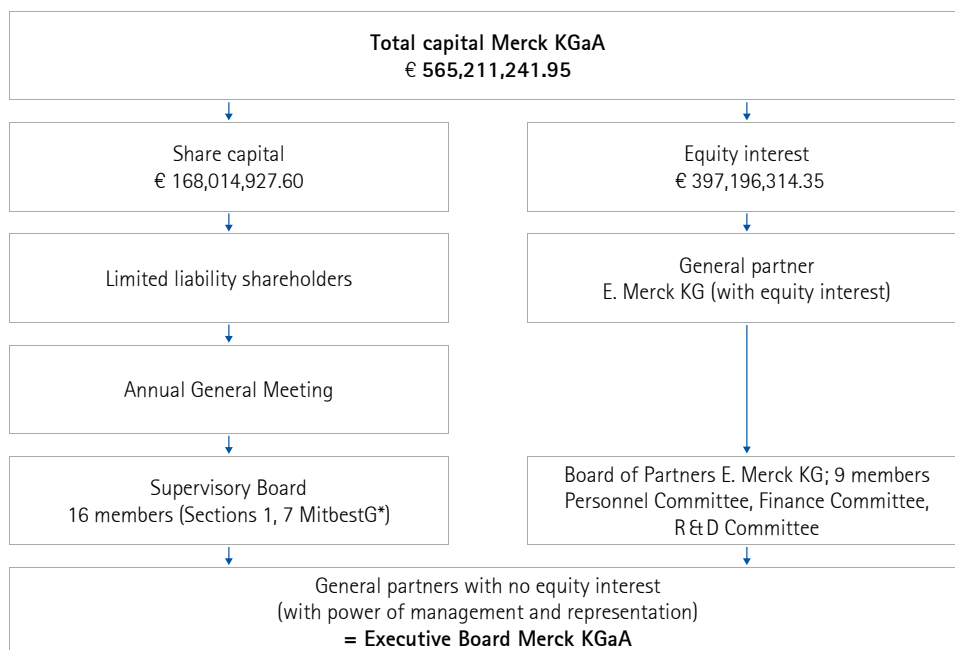 Total capital Merck KGaA
€ 565,211,241.95
Share capital
€ 168,014,927.60
Equity interest
€ 397,196,314.35
Limited liability shareholders
General partner
E. Merck KG (with equity interest)
Annual General Meeting
Supervisory Board
16 members (Sections 1, 7 MitbestG*)
Board of Partners E. Merck KG; 9 members
Personnel Committee, Finance Committee,
R & D Committee
General partners with no equity interest
(with power of management and representation)
= Executive Board Merck KGaA